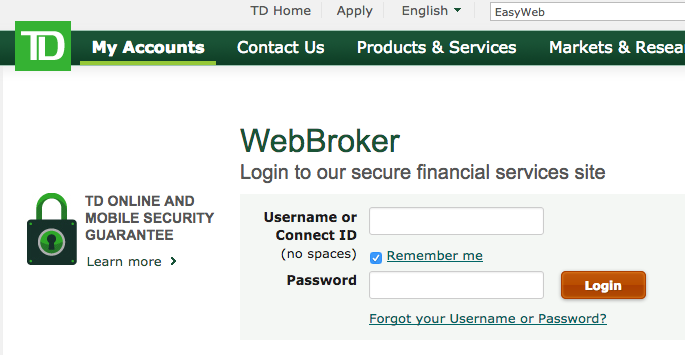 TD Home Apply English EasyWeb
TD My Accounts Contact Us Products & Services Markets & Resea
WebBroker
Login to our secure financial services site
TD ONLINE AND
MOBILE SECURITY
GUARANTEE
Learn more >
Username or
Connect ID
(no spaces)
Remember me
Password
Login
Forgot your Username or Password?